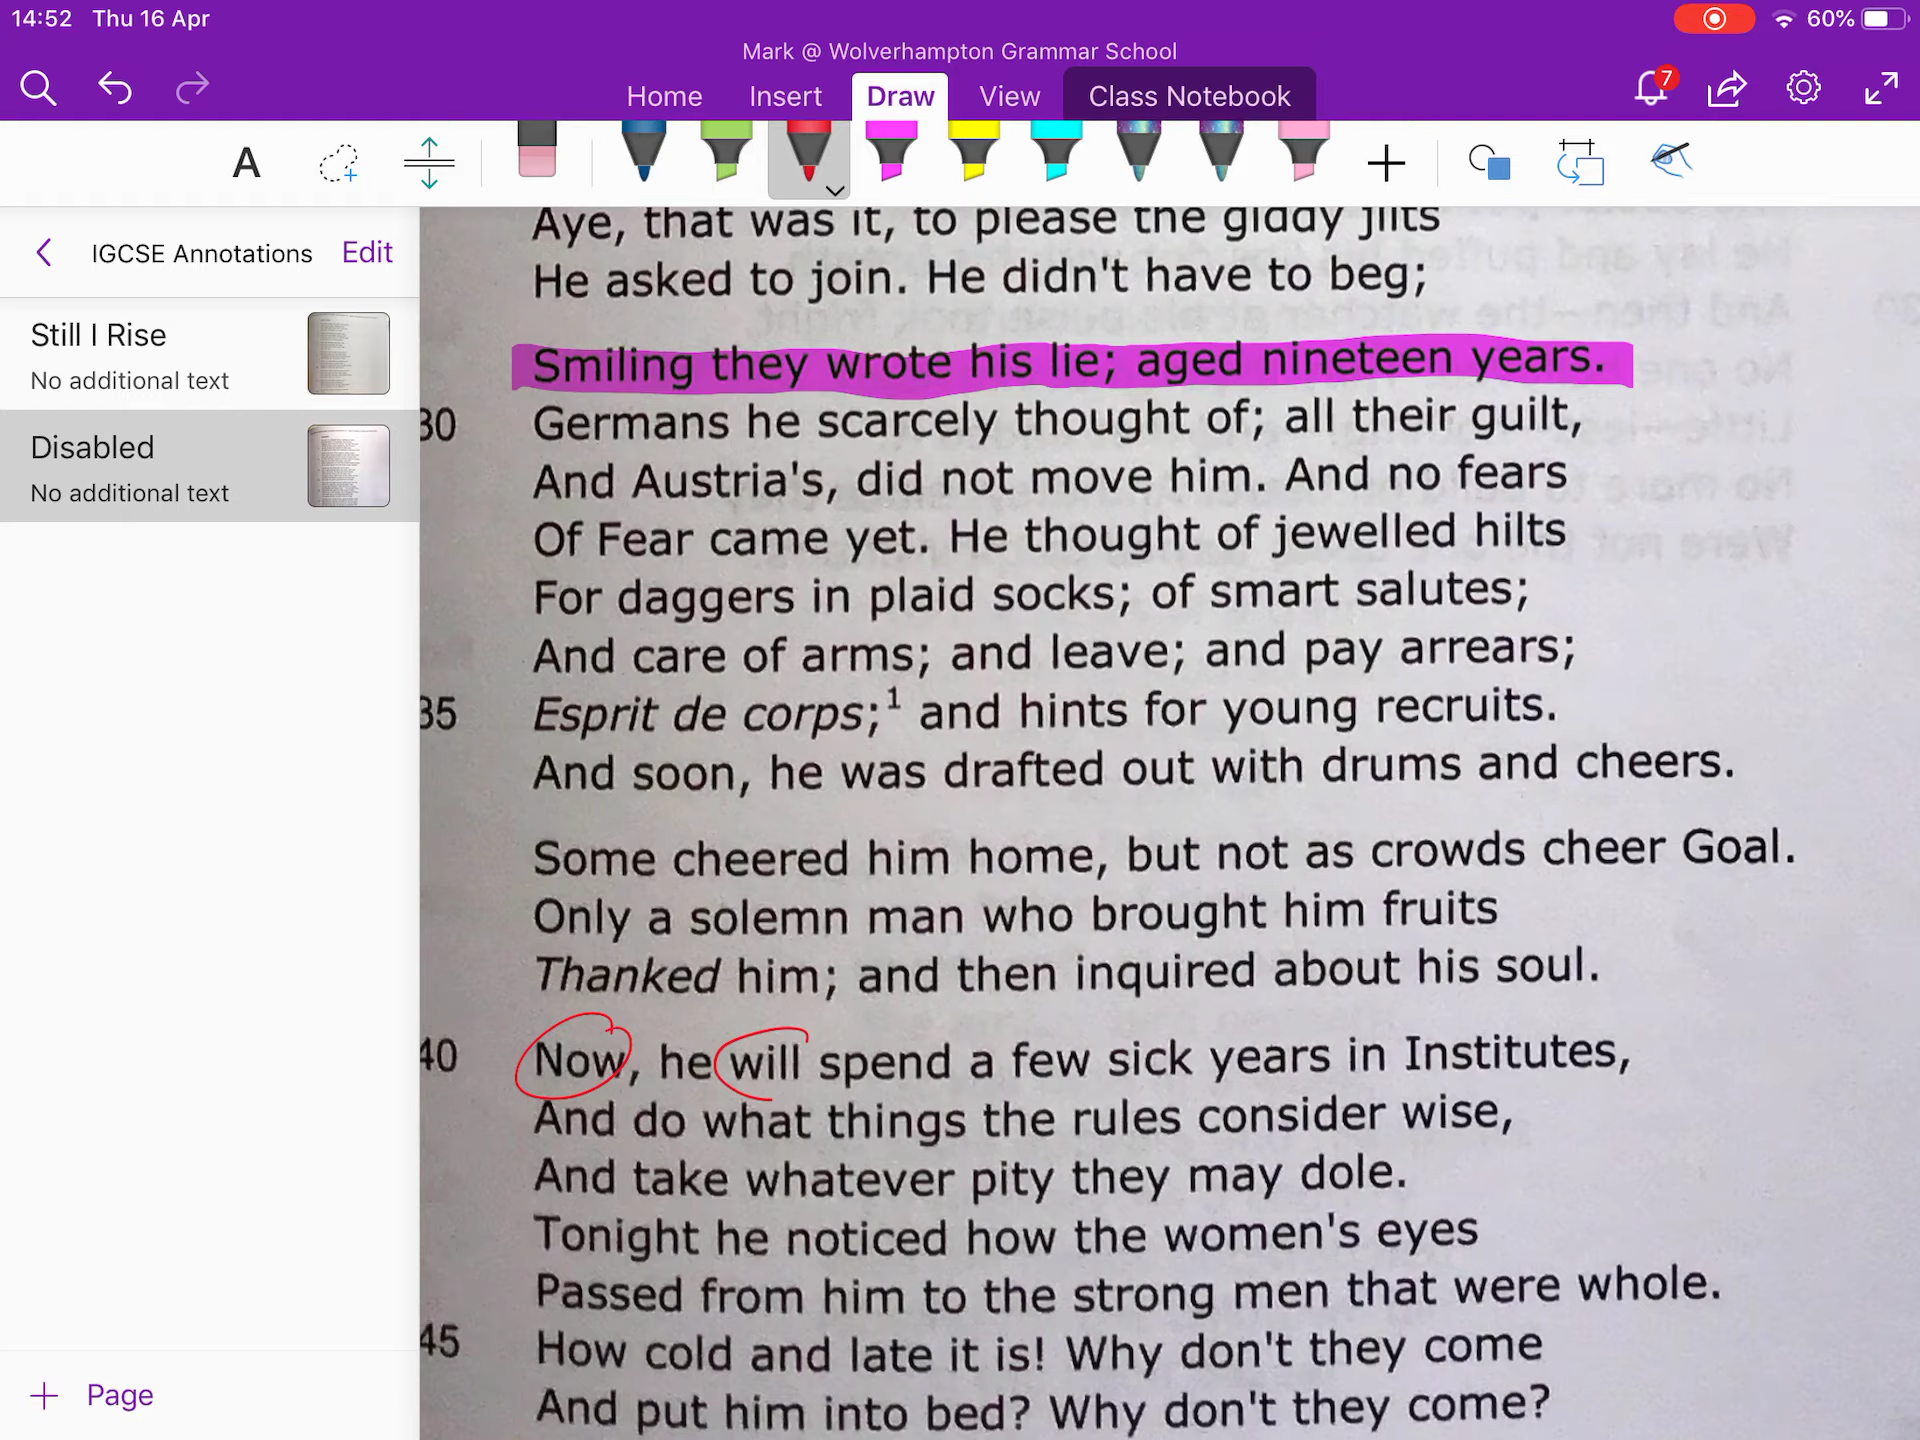 14:52 Thu 16 Apr
60%
Mark @ Wolverhampton Grammar School
Home Insert Draw View Class Notebook
7
A
IGCSE Annotations Edit
Still I Rise
No additional text
Disabled
No additional text
Page
Aye, that was it, to please the giddy jilts
He asked to join. He didn't have to beg;
Smiling they wrote his lie; aged nineteen years.
30 Germans he scarcely thought of; all their guilt,
And Austria's, did not move him. And no fears
Of Fear came yet. He thought of jewelled hilts
For daggers in plaid socks; of smart salutes;
And care of arms; and leave; and pay arrears;
35 Esprit de corps;¹ and hints for young recruits.
And soon, he was drafted out with drums and cheers.
Some cheered him home, but not as crowds cheer Goal.
Only a solemn man who brought him fruits
Thanked him; and then inquired about his soul.
40 Now, he will spend a few sick years in Institutes,
And do what things the rules consider wise,
And take whatever pity they may dole.
Tonight he noticed how the women's eyes
Passed from him to the strong men that were whole.
45 How cold and late it is! Why don't they come
And put him into bed? Why don't they come?